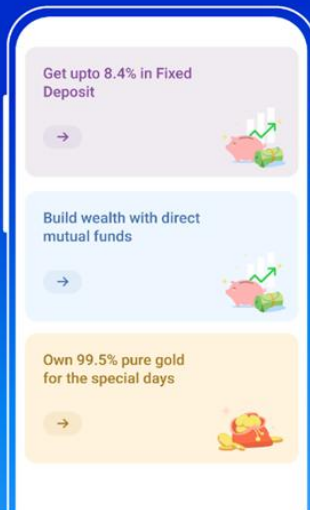 Get upto 8.4% in Fixed
Deposit
Build wealth with direct
mutual funds
Own 99.5% pure gold
for the special days